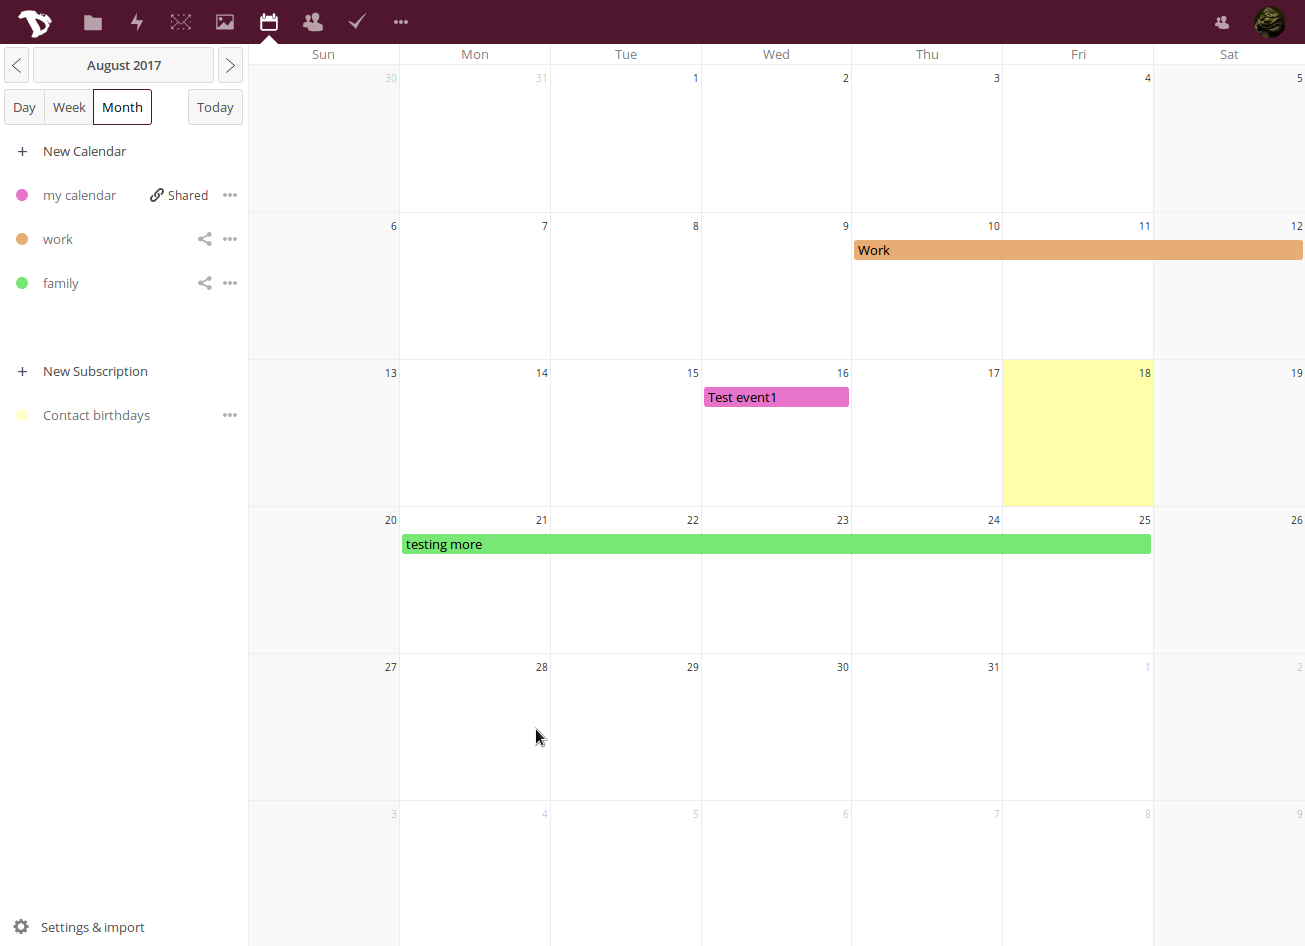 August 2017
Day Week Month Today
+ New Calendar
my calendar Shared
work
family
+ New Subscription
Contact birthdays
Settings & import
Sun Mon Tue Wed Thu Fri Sat
30 31 1 2 3 4 5
6 7 8 9 10 11 12
Work
13 14 15 16 17 18 19
Test event1
20 21 22 23 24 25 26
testing more
27 28 29 30 31 1 2
3 4 5 6 7 8 9